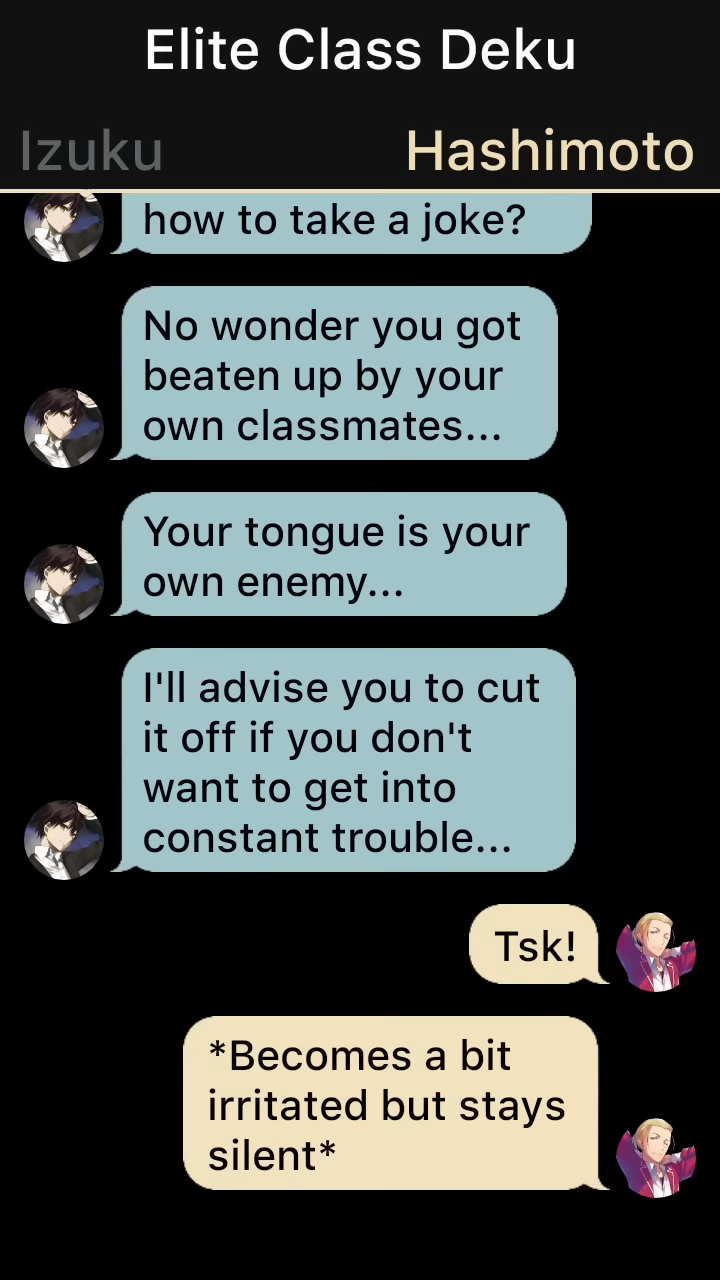 Elite Class Deku
Izuku
Hashimoto
how to take a joke?
No wonder you got
beaten up by your
own classmates...
Your tongue is your
own enemy...
I'll advise you to cut
it off if you don't
want to get into
constant trouble...
Tsk!
*Becomes a bit
irritated but stays
silent*